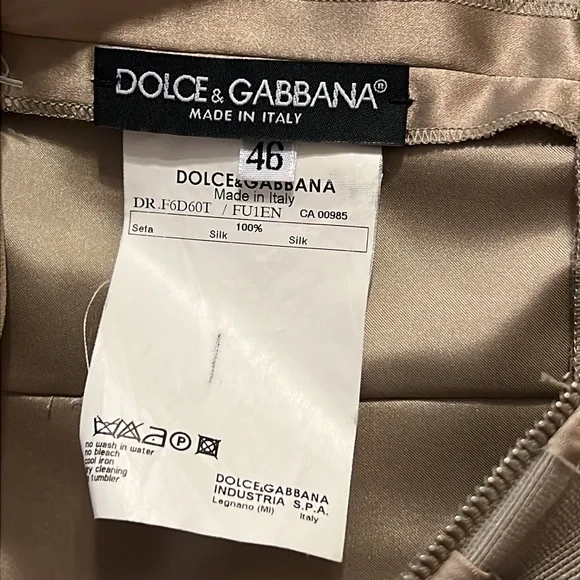 DOLCE & GABBANA®
MADE IN ITALY
46
DOLCE&GABBANA
Made in Italy
DR.F6D60T / FU1EN CA 00985
Seta Silk 100% Silk
P
no wash in water
no bleach
cool iron
dry cleaning
no tumbler
DOLCE&GABBANA
INDUSTRIA S.P.A.
Legnano (MI) Italy